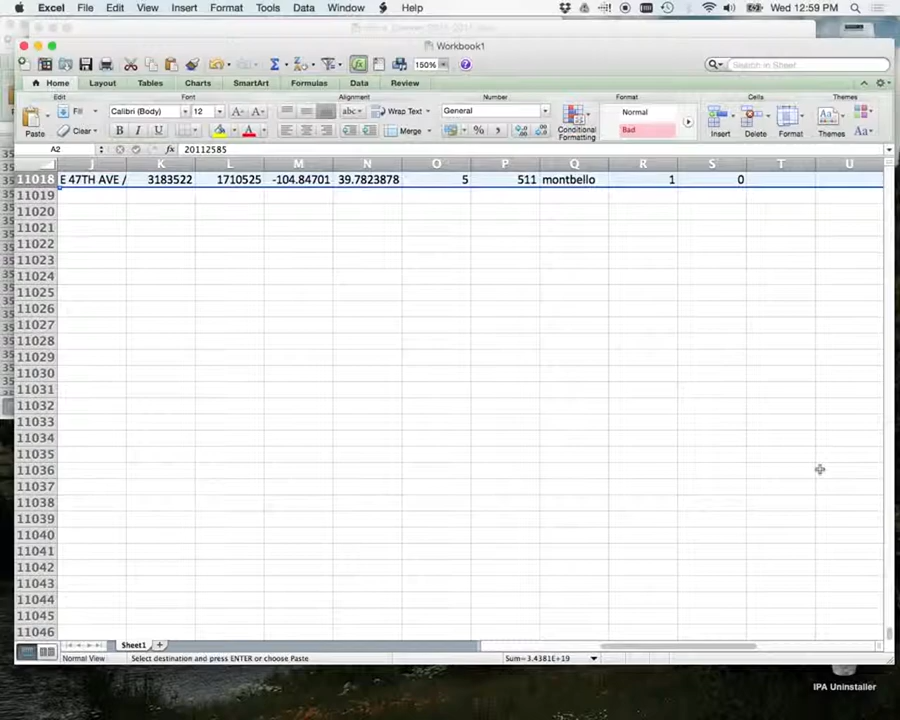 Excel File Edit View Insert Format Tools Data Window Help Wed 12:59 PM
Workbook1
150% Search in Sheet
Home Layout Tables Charts SmartArt Formulas Data Review
Edit Font Alignment Number Format Cells Themes
Paste Fill Calibri (Body) 12 abc Wrap Text General Normal
Clear B I U A Merge % Bad
Conditional Formatting Insert Delete Format Themes Aa
A2 fx 20112585
J K L M N O P Q R S T U
11018 E 47TH AVE / 3183522 1710525 -104.84701 39.7823878 5 511 montbello 1 0
11019
11020
11021
11022
11023
11024
11025
11026
11027
11028
11029
11030
11031
11032
11033
11034
11035
11036
11037
11038
11039
11040
11041
11042
11043
11044
11045
11046
Sheet1
Normal View Select destination and press ENTER or choose Paste Sum=3.4381E+19
IPA Uninstaller